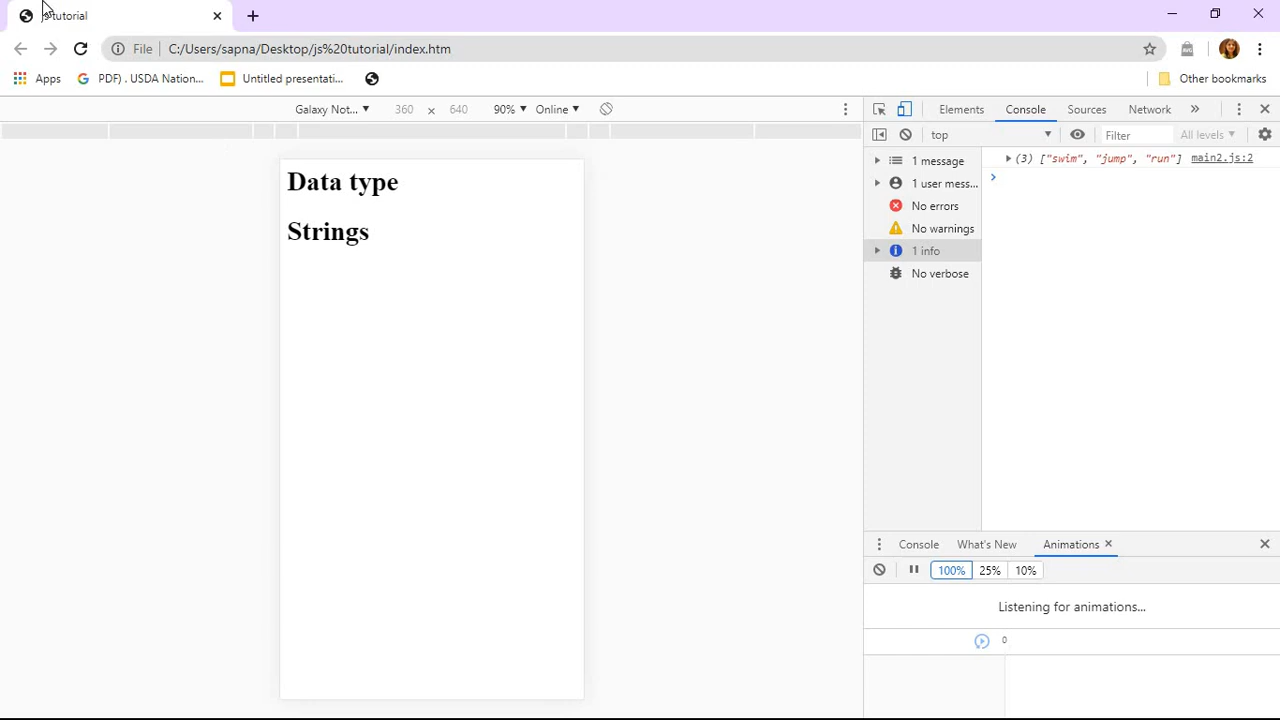 js tutorial
File C:/Users/sapna/Desktop/js%20tutorial/index.htm
Apps PDF) . USDA Nation... Untitled presentati... Other bookmarks
Galaxy Not... 360 × 640 90% Online
Elements Console Sources Network »
top Filter All levels
Data type
Strings
1 message
1 user mess...
No errors
No warnings
1 info
No verbose
(3) ["swim", "jump", "run"] main2.js:2
Console What's New Animations
100% 25% 10%
Listening for animations...
0